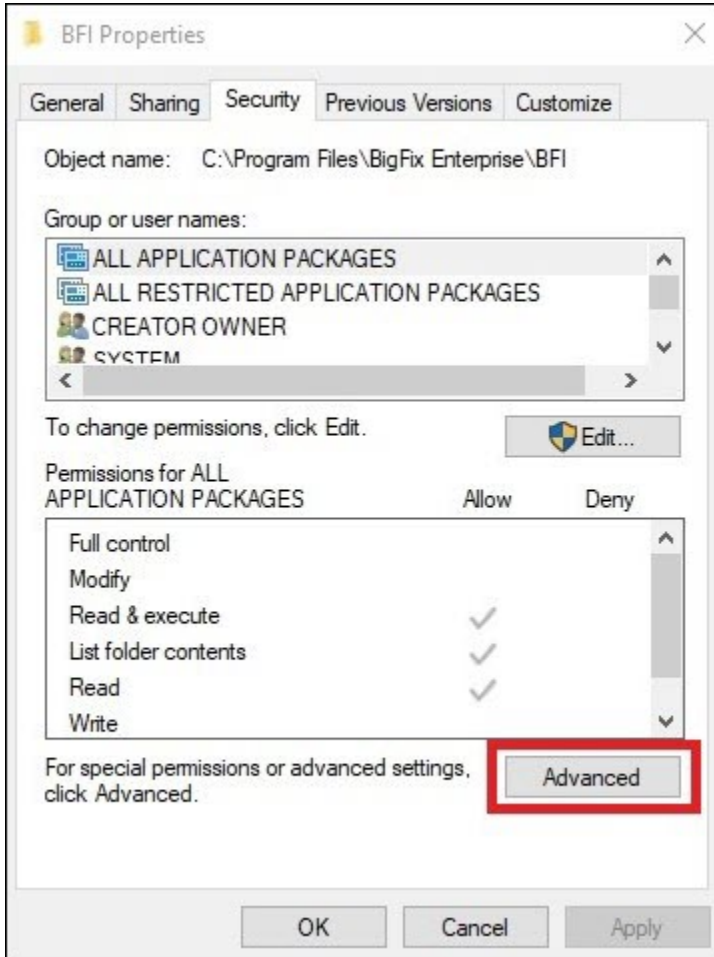 BFI Properties
General Sharing Security Previous Versions Customize
Object name: C:\Program Files\BigFix Enterprise\BFI
Group or user names:
ALL APPLICATION PACKAGES
ALL RESTRICTED APPLICATION PACKAGES
CREATOR OWNER
SYSTEM
To change permissions, click Edit.
Edit...
Permissions for ALL
APPLICATION PACKAGES Allow Deny
Full control
Modify
Read & execute
List folder contents
Read
Write
For special permissions or advanced settings,
click Advanced.
Advanced
OK Cancel Apply